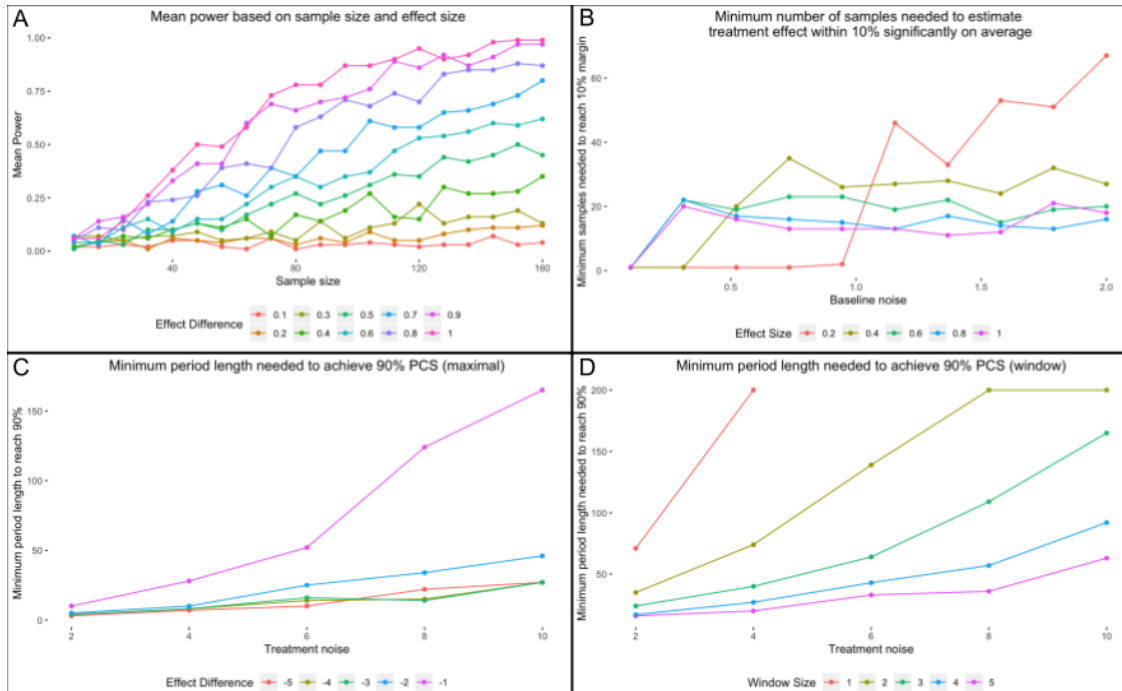 A
Mean power based on sample size and effect size
Mean Power
1.00
0.75
0.50
0.25
0.00
40
80
120
160
Sample size
Effect Difference
0.1
0.3
0.5
0.7
0.9
0.2
0.4
0.6
0.8
1
B
Minimum number of samples needed to estimate
treatment effect within 10% significantly on average
Minimum samples needed to reach 10% margin
60
40
20
0
0.5
1.0
1.5
2.0
Baseline noise
Effect Size
0.2
0.4
0.6
0.8
1
C
Minimum period length needed to achieve 90% PCS (maximal)
Minimum period length to reach 90%
150
100
50
0
2
4
6
8
10
Treatment noise
Effect Difference
-5
-4
-3
-2
-1
D
Minimum period length needed to achieve 90% PCS (window)
Minimum period length needed to reach 90%
200
150
100
50
2
4
6
8
10
Treatment noise
Window Size
1
2
3
4
5